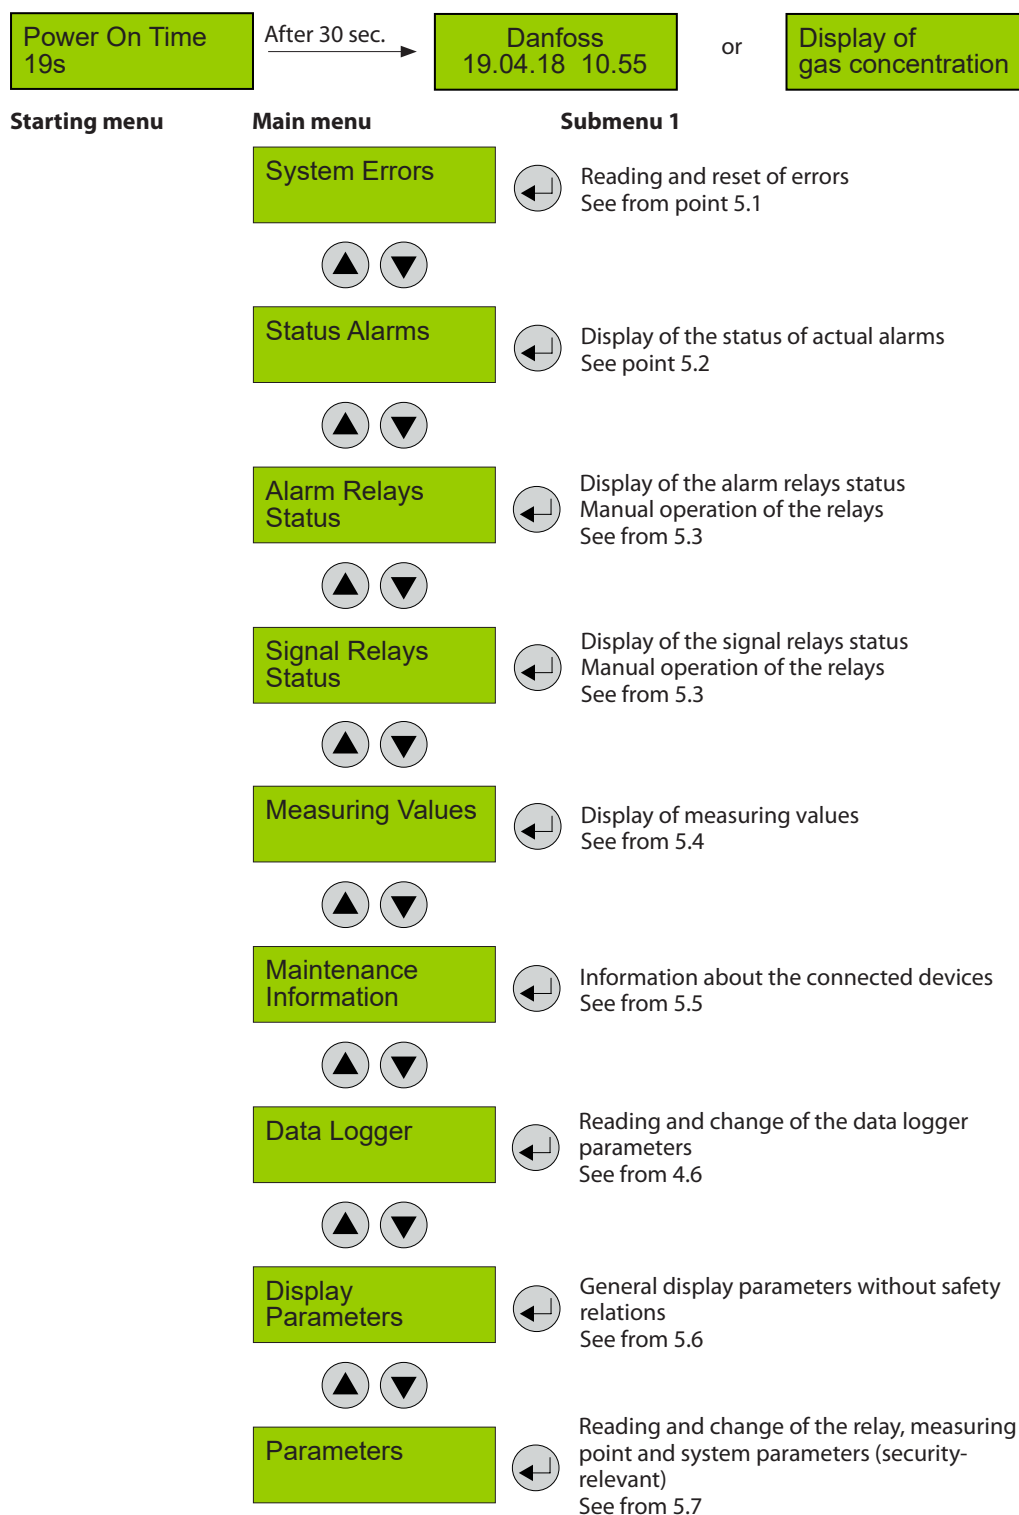 Power On Time
19s
After 30 sec.
Danfoss
19.04.18 10.55
or
Display of
gas concentration
Starting menu
Main menu
Submenu 1
System Errors
Reading and reset of errors
See from point 5.1
Status Alarms
Display of the status of actual alarms
See point 5.2
Alarm Relays
Status
Display of the alarm relays status
Manual operation of the relays
See from 5.3
Signal Relays
Status
Display of the signal relays status
Manual operation of the relays
See from 5.3
Measuring Values
Display of measuring values
See from 5.4
Maintenance
Information
Information about the connected devices
See from 5.5
Data Logger
Reading and change of the data logger
parameters
See from 4.6
Display
Parameters
General display parameters without safety
relations
See from 5.6
Parameters
Reading and change of the relay, measuring
point and system parameters (security-
relevant)
See from 5.7